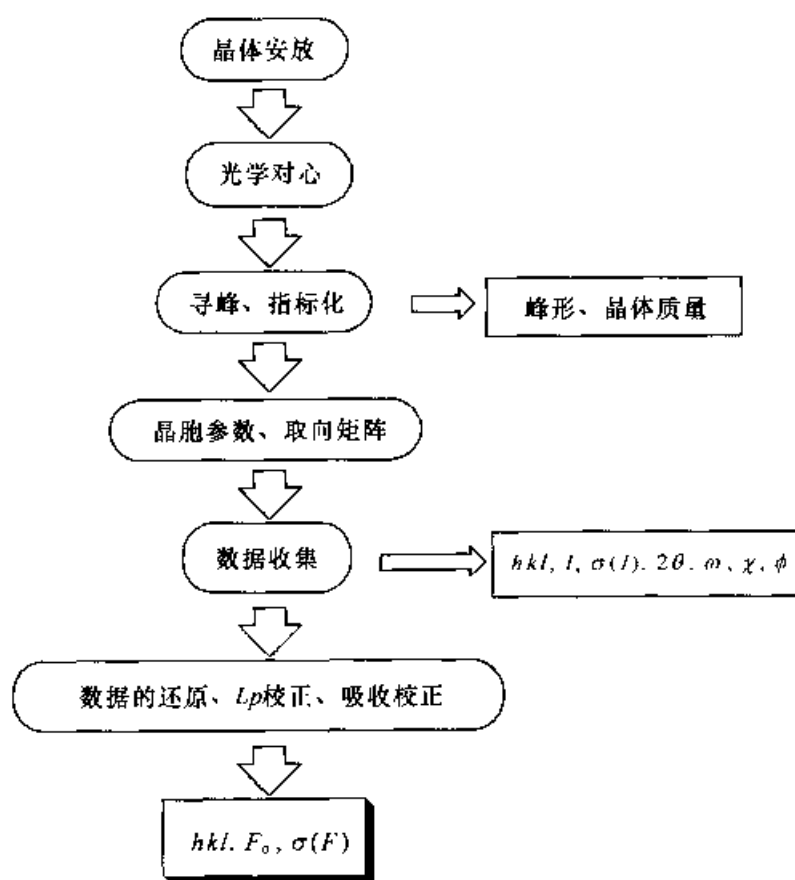 晶体安放
光学对心
寻峰、指标化
峰形、晶体质量
晶胞参数、取向矩阵
数据收集
hkl, I, σ(I). 2θ. ω、χ、φ
数据的还原、Lp校正、吸收校正
hkl. Fo, σ(F)